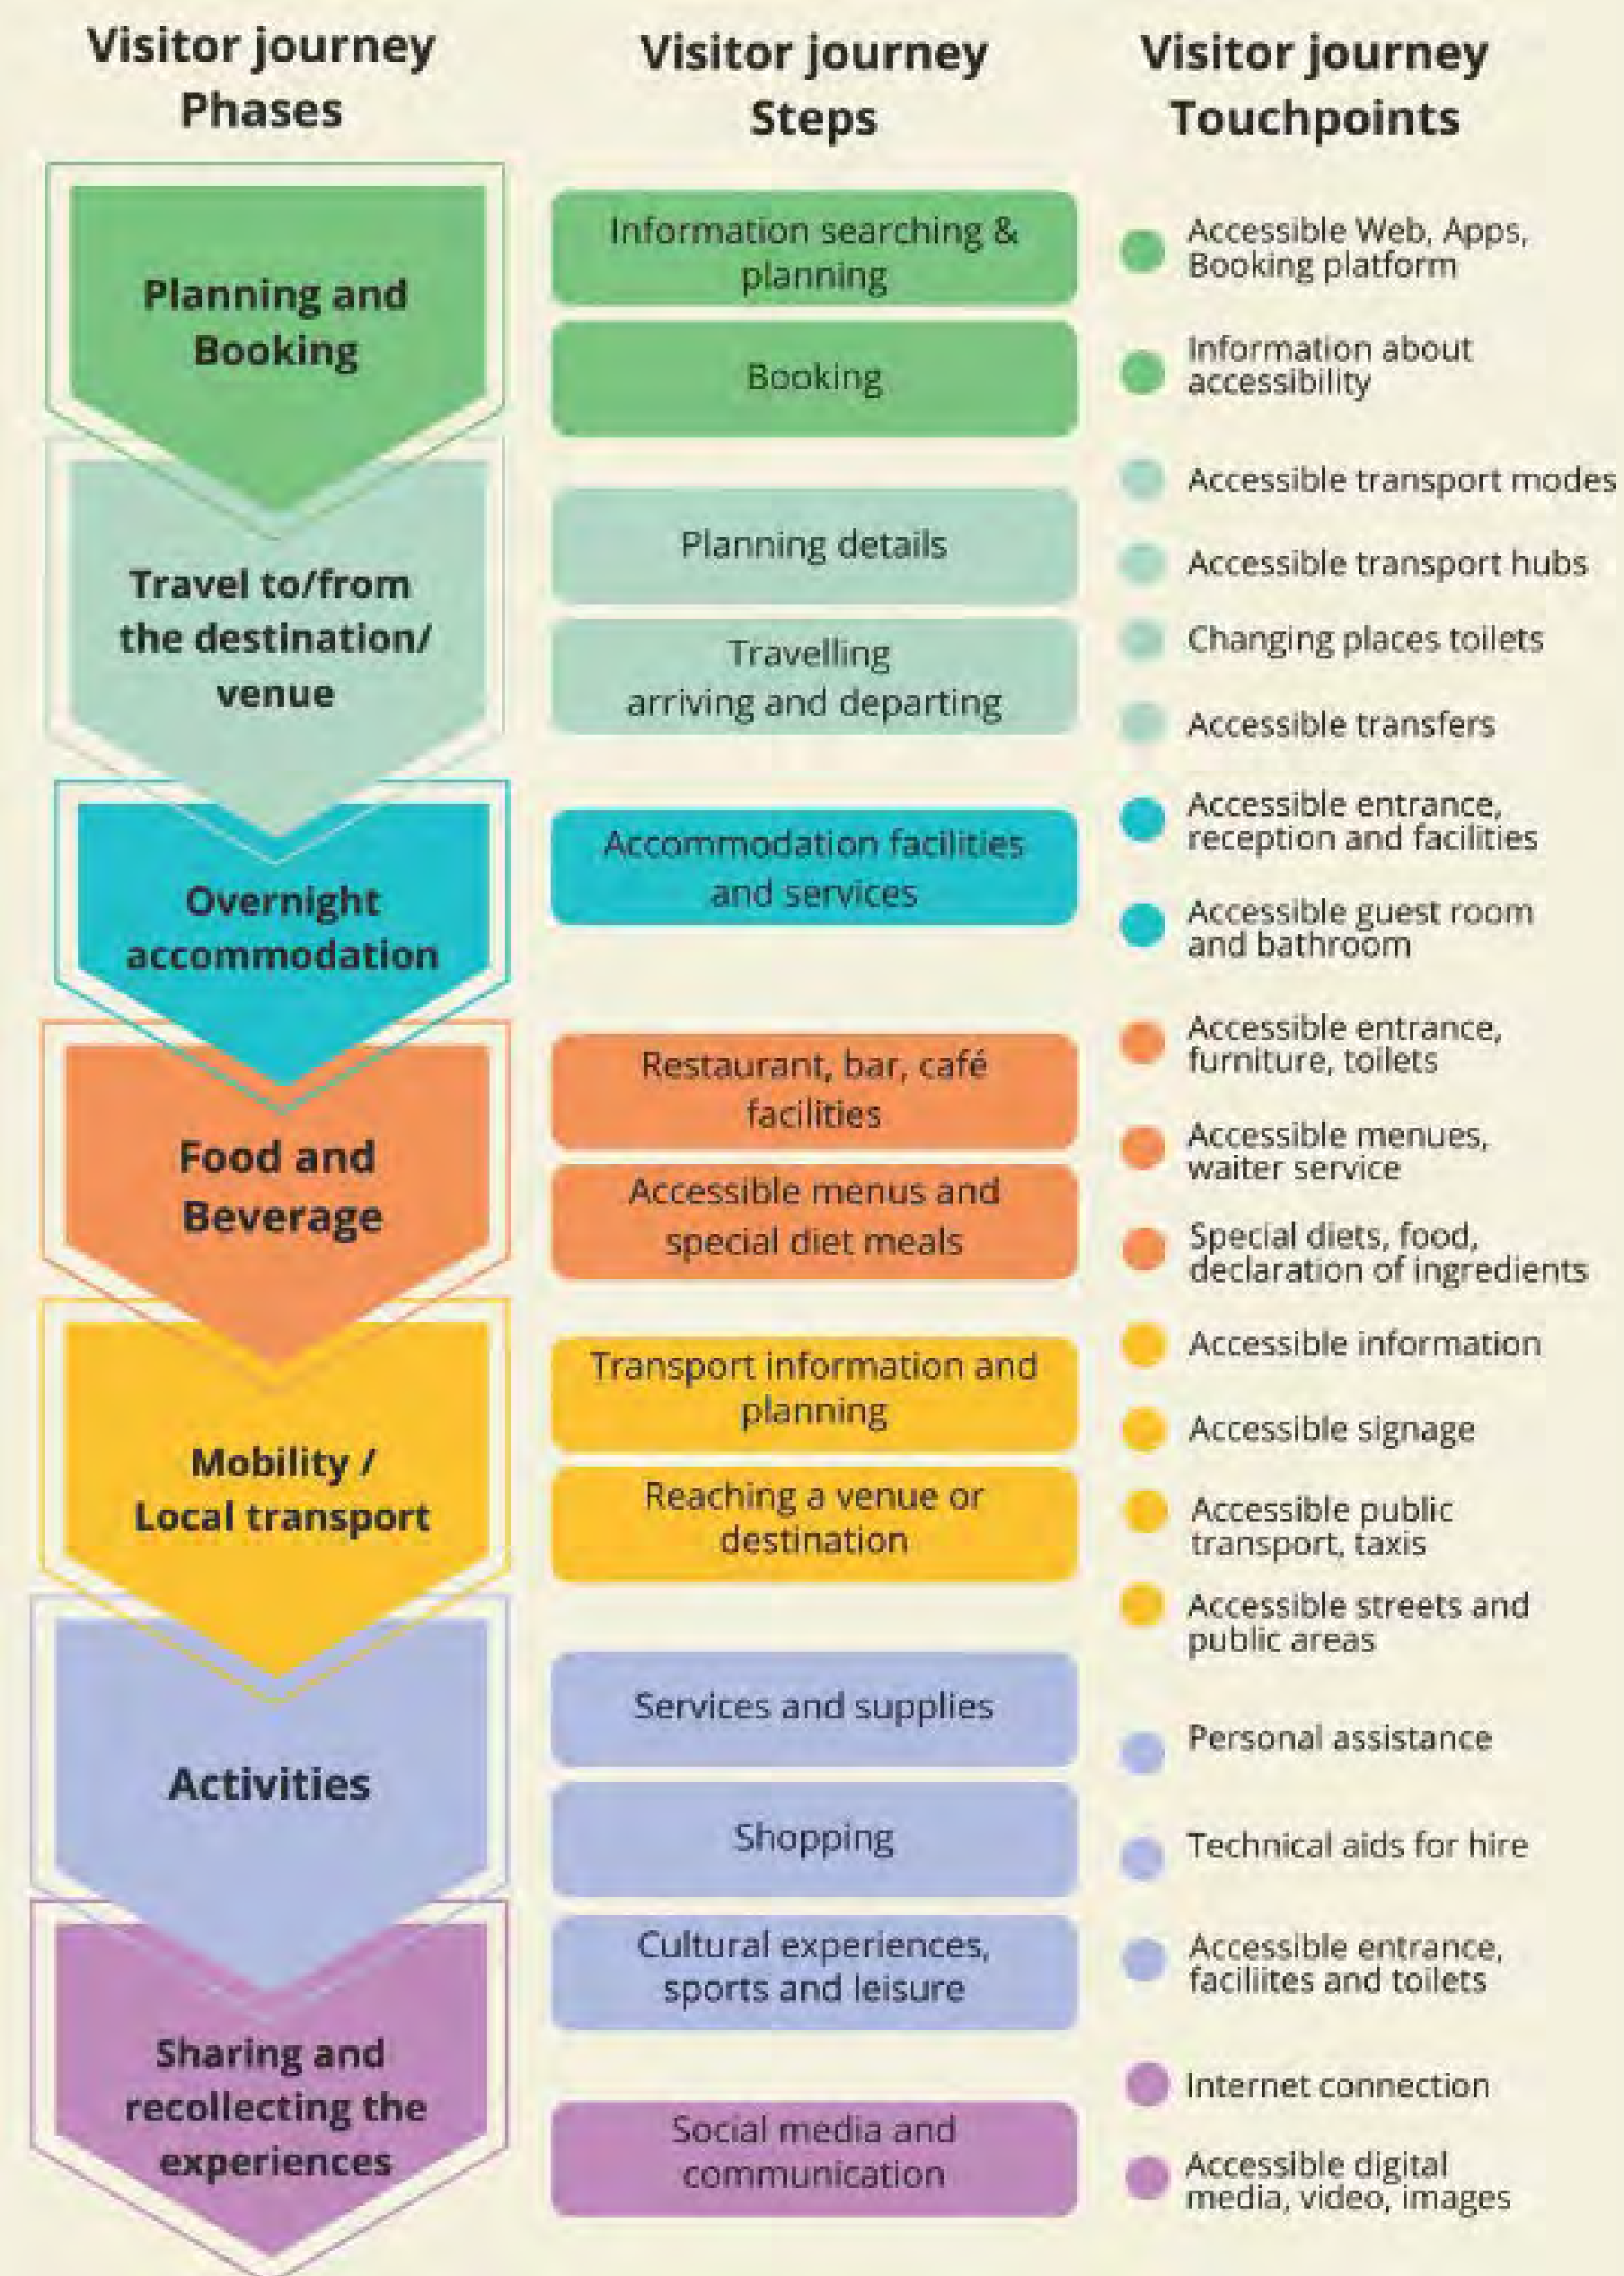 Visitor journey
Phases
Visitor journey
Steps
Visitor journey
Touchpoints
Planning and
Booking
Information searching &
planning
Booking
Accessible Web, Apps,
Booking platform
Information about
accessibility
Travel to/from
the destination/
venue
Planning details
Travelling
arriving and departing
Accessible transport modes
Accessible transport hubs
Changing places toilets
Accessible transfers
Overnight
accommodation
Accommodation facilities
and services
Accessible entrance,
reception and facilities
Accessible guest room
and bathroom
Food and
Beverage
Restaurant, bar, café
facilities
Accessible menus and
special diet meals
Accessible entrance,
furniture, toilets
Accessible menues,
waiter service
Special diets, food,
declaration of ingredients
Mobility /
Local transport
Transport information and
planning
Reaching a venue or
destination
Accessible information
Accessible signage
Accessible public
transport, taxis
Accessible streets and
public areas
Activities
Services and supplies
Shopping
Cultural experiences,
sports and leisure
Personal assistance
Technical aids for hire
Accessible entrance,
faciliites and toilets
Sharing and
recollecting the
experiences
Social media and
communication
Internet connection
Accessible digital
media, video, images